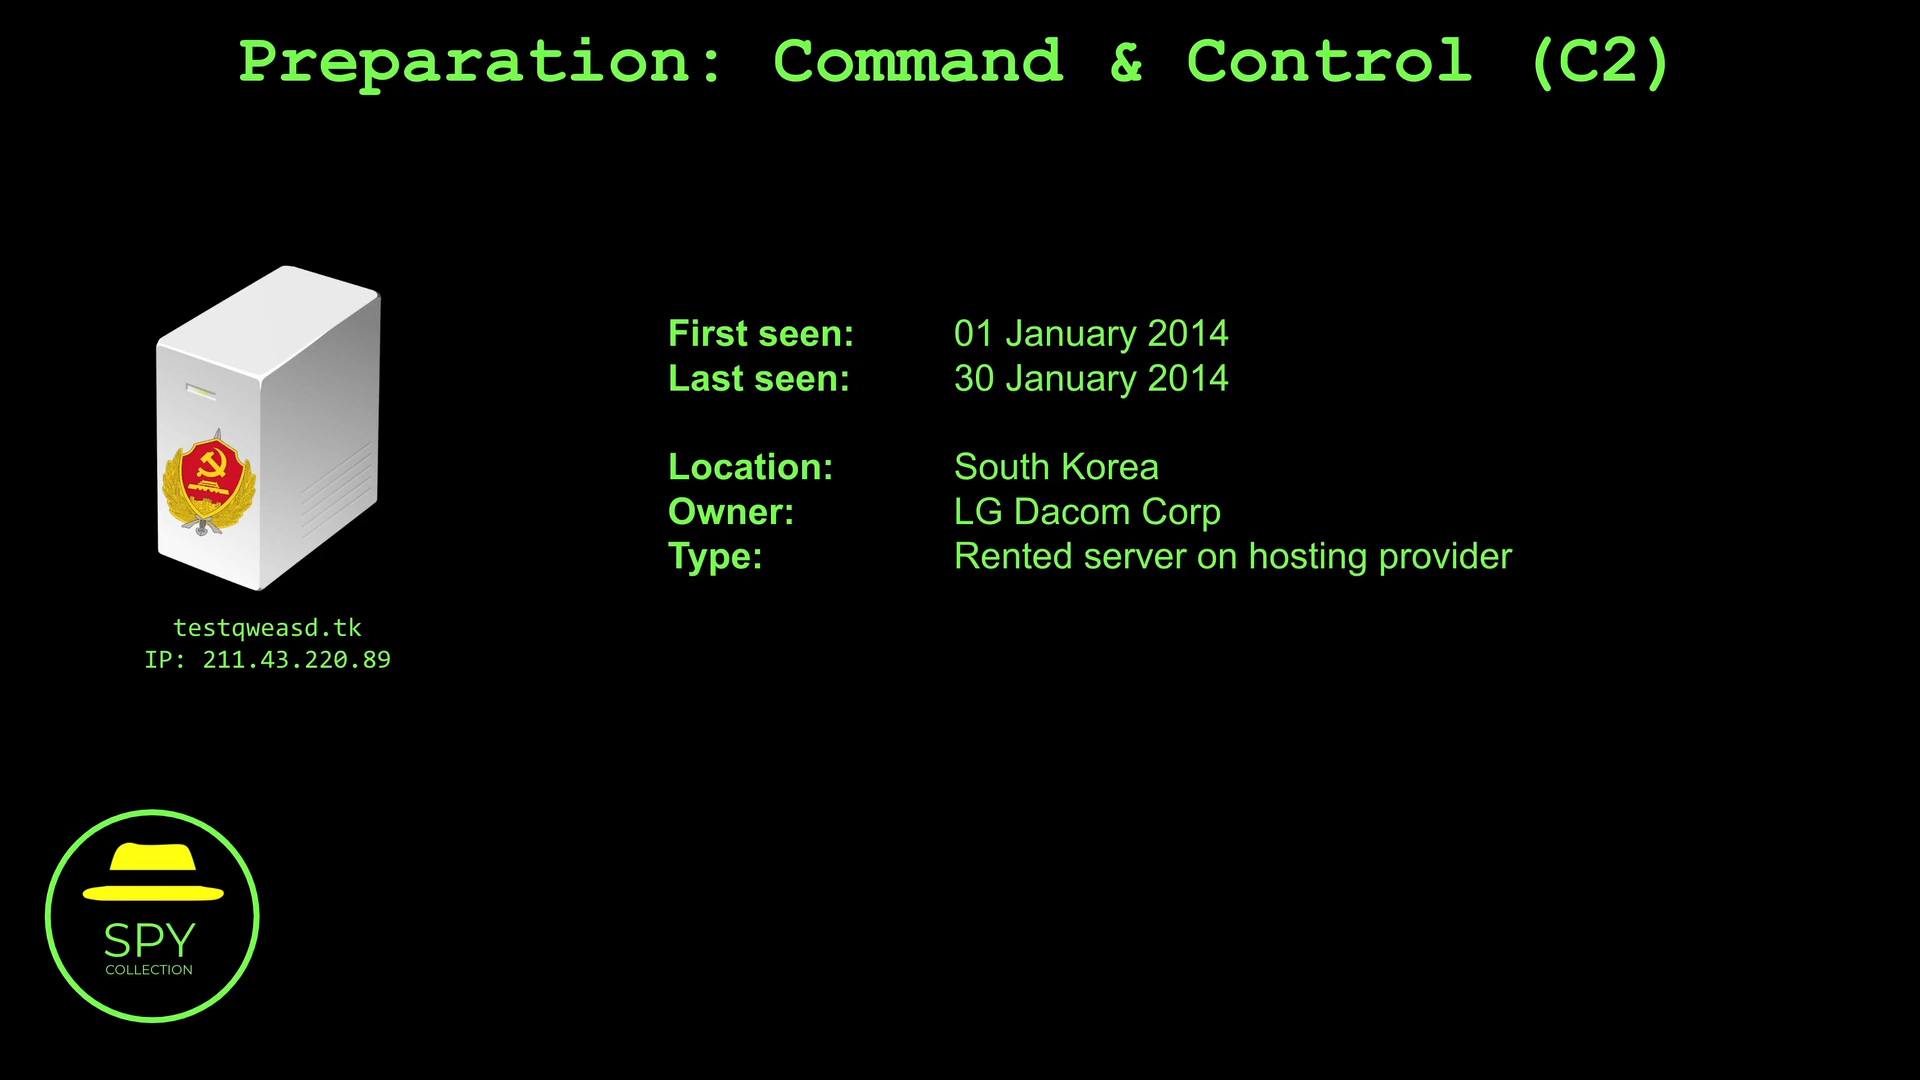 Preparation: Command & Control (C2)
First seen: 01 January 2014
Last seen: 30 January 2014
Location: South Korea
Owner: LG Dacom Corp
Type: Rented server on hosting provider
testqweasd.tk
IP: 211.43.220.89
SPY
COLLECTION